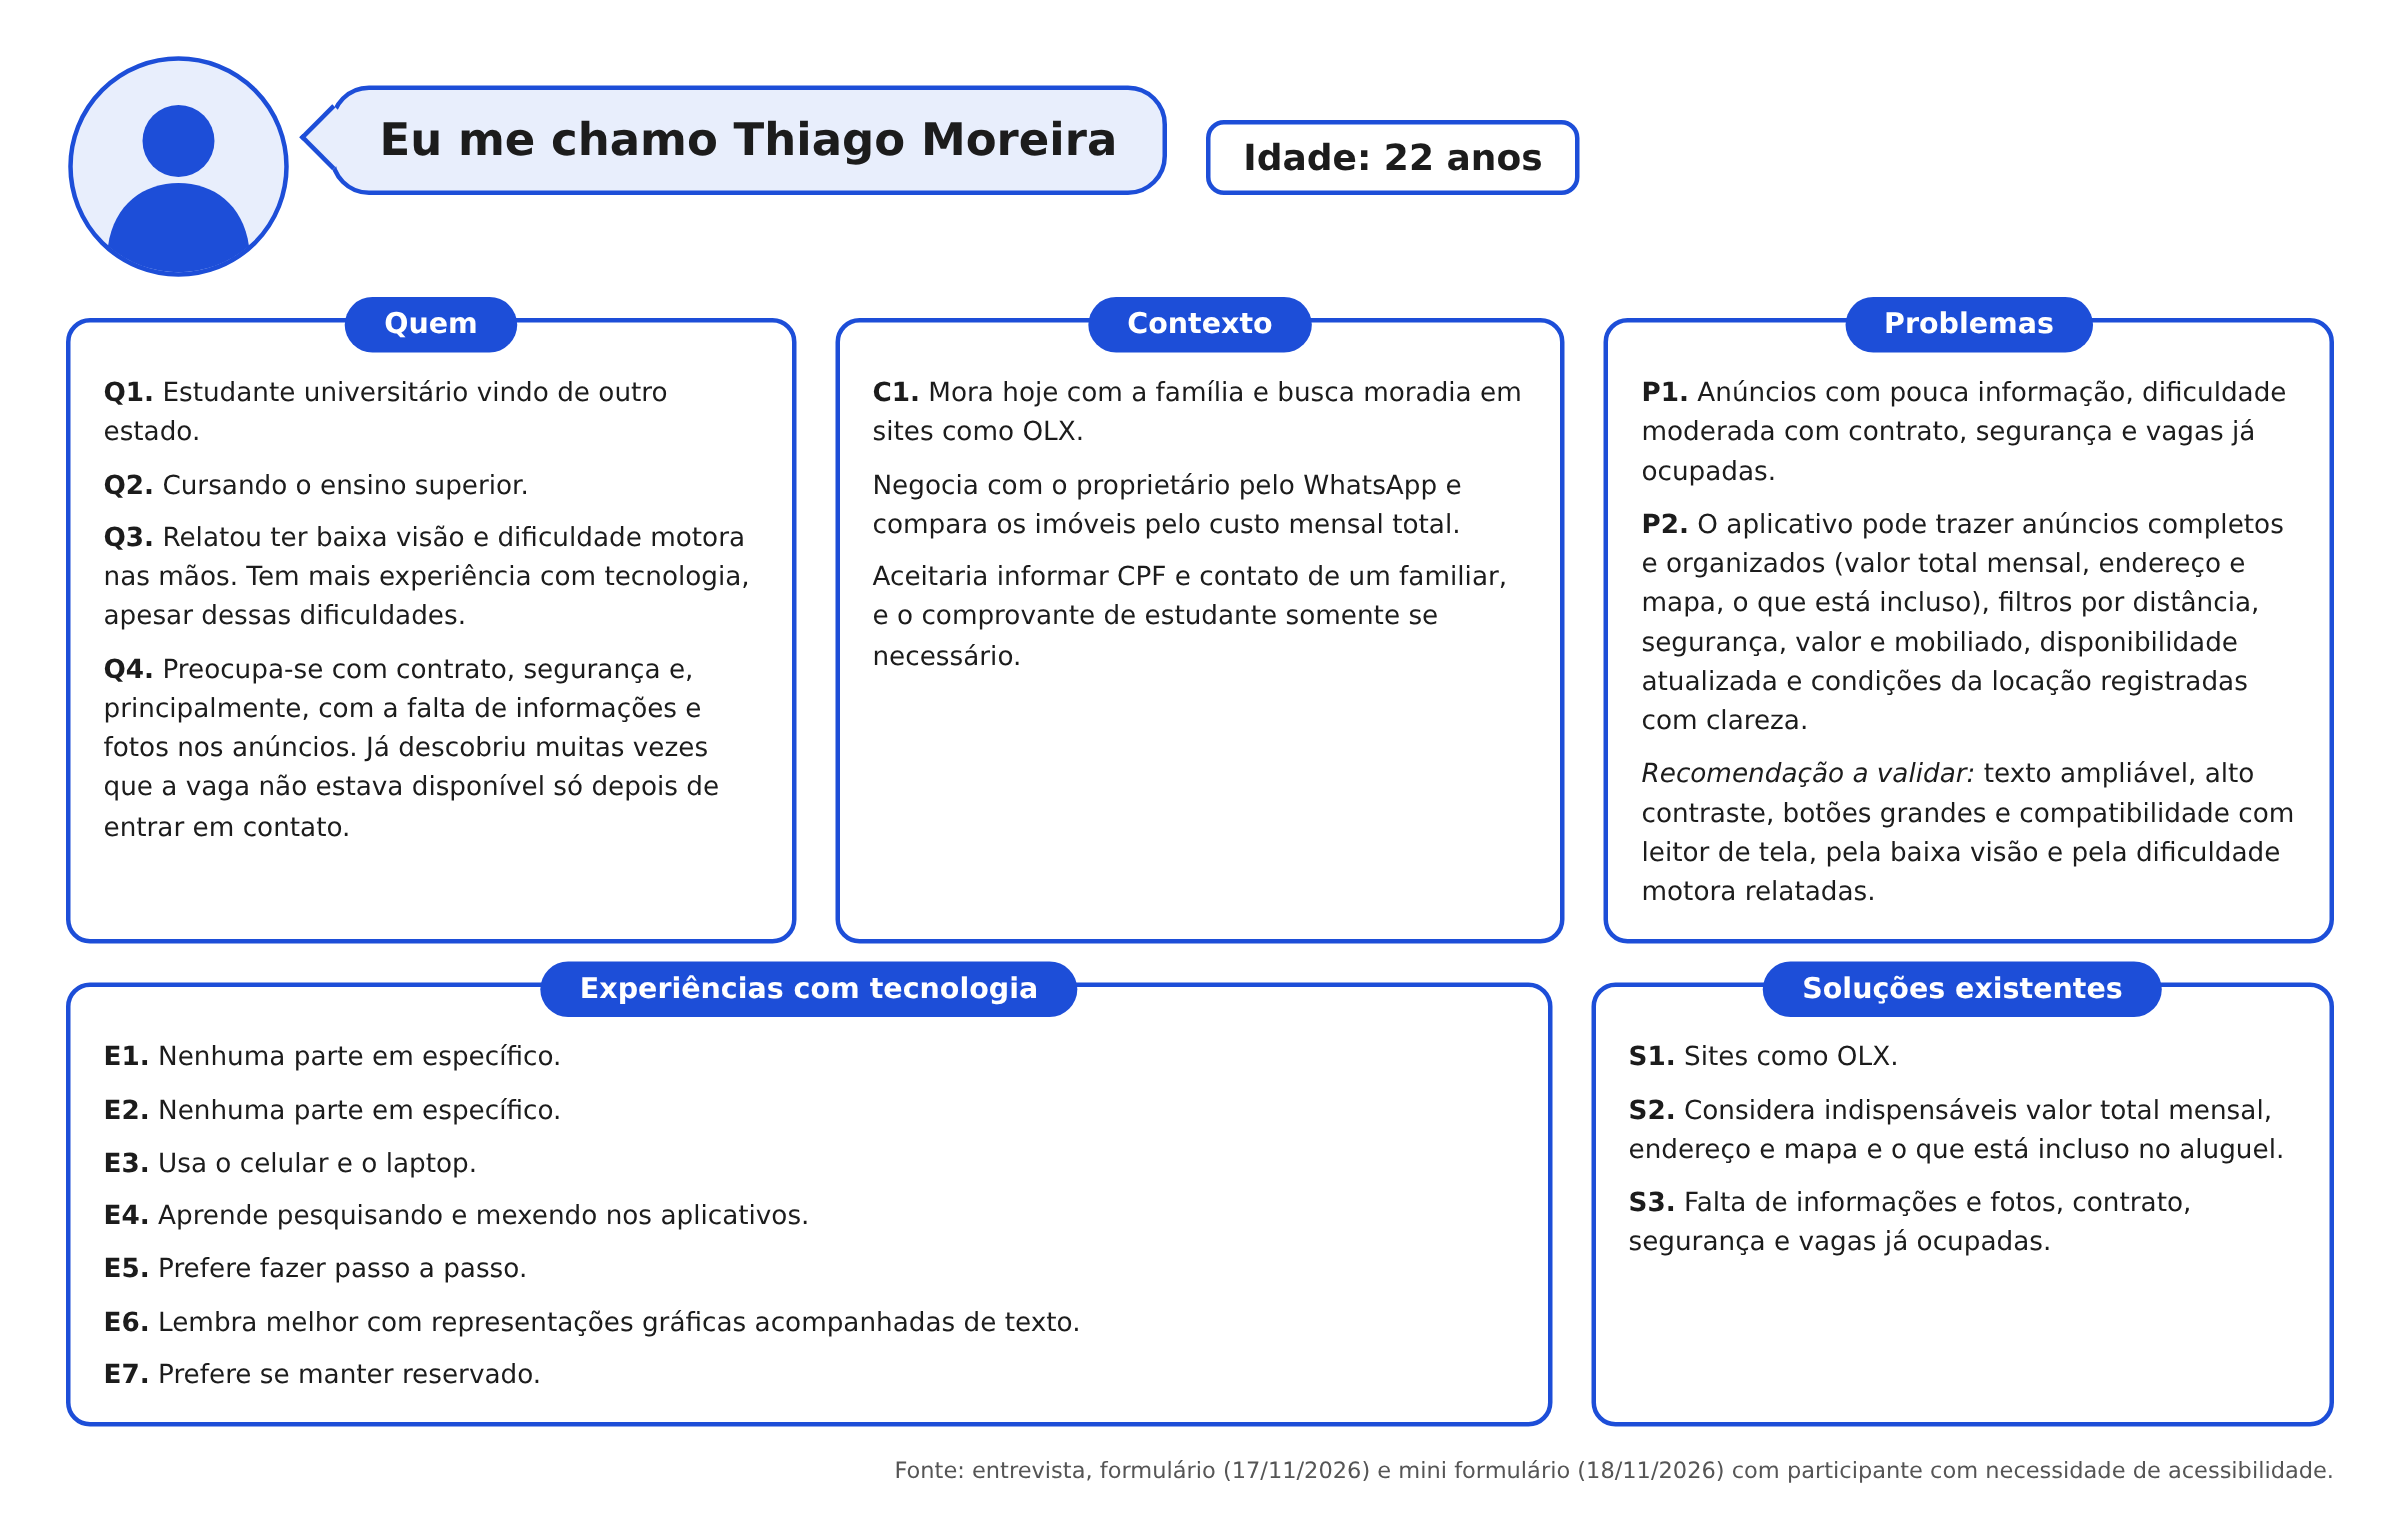 Eu me chamo Thiago Moreira
Idade: 22 anos
Quem
Q1. Estudante universitário vindo de outro
estado.
Q2. Cursando o ensino superior.
Q3. Relatou ter baixa visão e dificuldade motora
nas mãos. Tem mais experiência com tecnologia,
apesar dessas dificuldades.
Q4. Preocupa-se com contrato, segurança e,
principalmente, com a falta de informações e
fotos nos anúncios. Já descobriu muitas vezes
que a vaga não estava disponível só depois de
entrar em contato.
Contexto
C1. Mora hoje com a família e busca moradia em
sites como OLX.
Negocia com o proprietário pelo WhatsApp e
compara os imóveis pelo custo mensal total.
Aceitaria informar CPF e contato de um familiar,
e o comprovante de estudante somente se
necessário.
Problemas
P1. Anúncios com pouca informação, dificuldade
moderada com contrato, segurança e vagas já
ocupadas.
P2. O aplicativo pode trazer anúncios completos
e organizados (valor total mensal, endereço e
mapa, o que está incluso), filtros por distância,
segurança, valor e mobiliado, disponibilidade
atualizada e condições da locação registradas
com clareza.
Recomendação a validar: texto ampliável, alto
contraste, botões grandes e compatibilidade com
leitor de tela, pela baixa visão e pela dificuldade
motora relatadas.
Experiências com tecnologia
E1. Nenhuma parte em específico.
E2. Nenhuma parte em específico.
E3. Usa o celular e o laptop.
E4. Aprende pesquisando e mexendo nos aplicativos.
E5. Prefere fazer passo a passo.
E6. Lembra melhor com representações gráficas acompanhadas de texto.
E7. Prefere se manter reservado.
Soluções existentes
S1. Sites como OLX.
S2. Considera indispensáveis valor total mensal,
endereço e mapa e o que está incluso no aluguel.
S3. Falta de informações e fotos, contrato,
segurança e vagas já ocupadas.
Fonte: entrevista, formulário (17/11/2026) e mini formulário (18/11/2026) com participante com necessidade de acessibilidade.